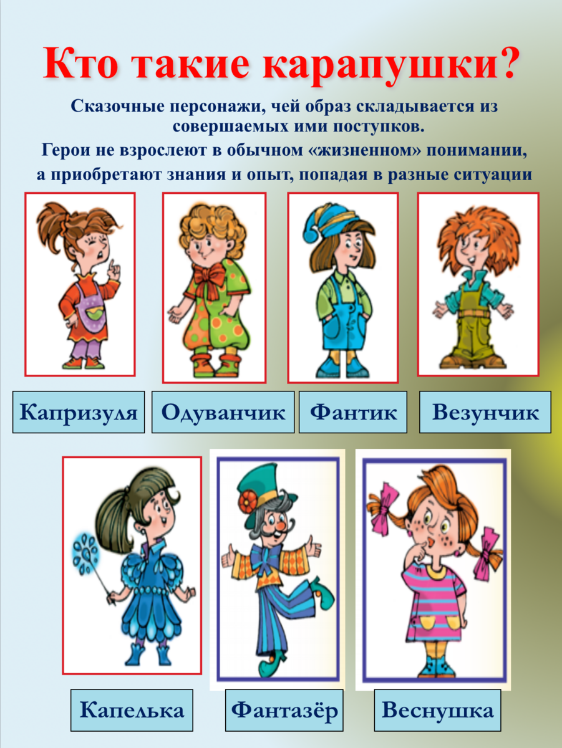 Кто такие карапушки?
Сказочные персонажи, чей образ складывается из
совершаемых ими поступков.
Герои не взрослеют в обычном «жизненном» понимании,
а приобретают знания и опыт, попадая в разные ситуации
Капризуля
Одуванчик
Фантик
Везунчик
Капелька
Фантазёр
Веснушка